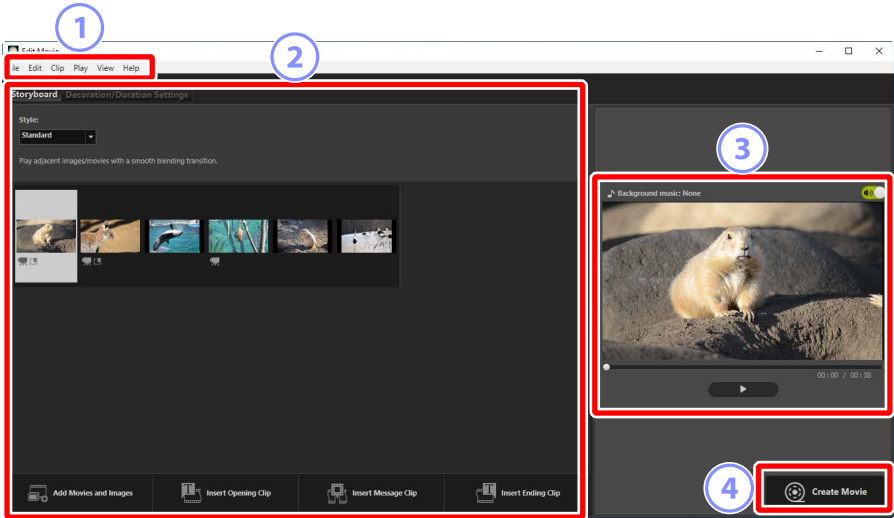 1
Edit Movie
2
ile Edit Clip Play View Help
Storyboard Decoration/Duration Settings
Style:
Standard
Play adjacent images/movies with a smooth blending transition.
3
Background music: None
00:00 / 00:38
Add Movies and Images
Insert Opening Clip
Insert Message Clip
Insert Ending Clip
4
Create Movie